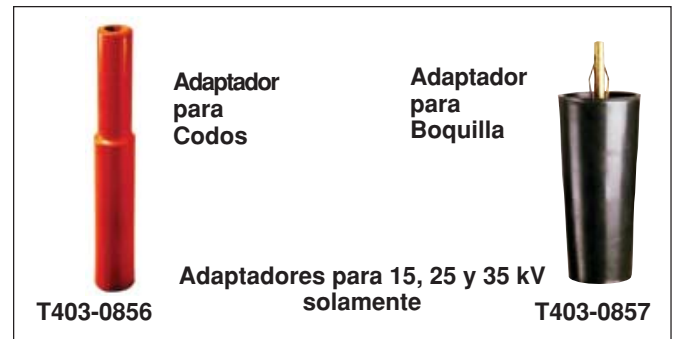 Adaptador
para
Codos
Adaptador
para
Boquilla
Adaptadores para 15, 25 y 35 kV
solamente
T403-0856
T403-0857